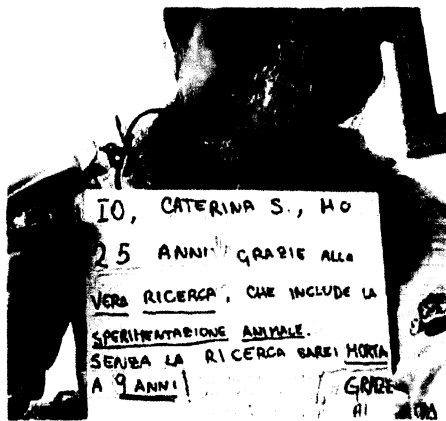 IO, CATERINA S., HO
25 ANNI GRAZIE ALLA
VERA RICERCA, CHE INCLUDE LA
SPERIMENTAZIONE ANIMALE.
SENZA LA RICERCA SAREI MORTA
A 9 ANNI!
GRAZIE
AI